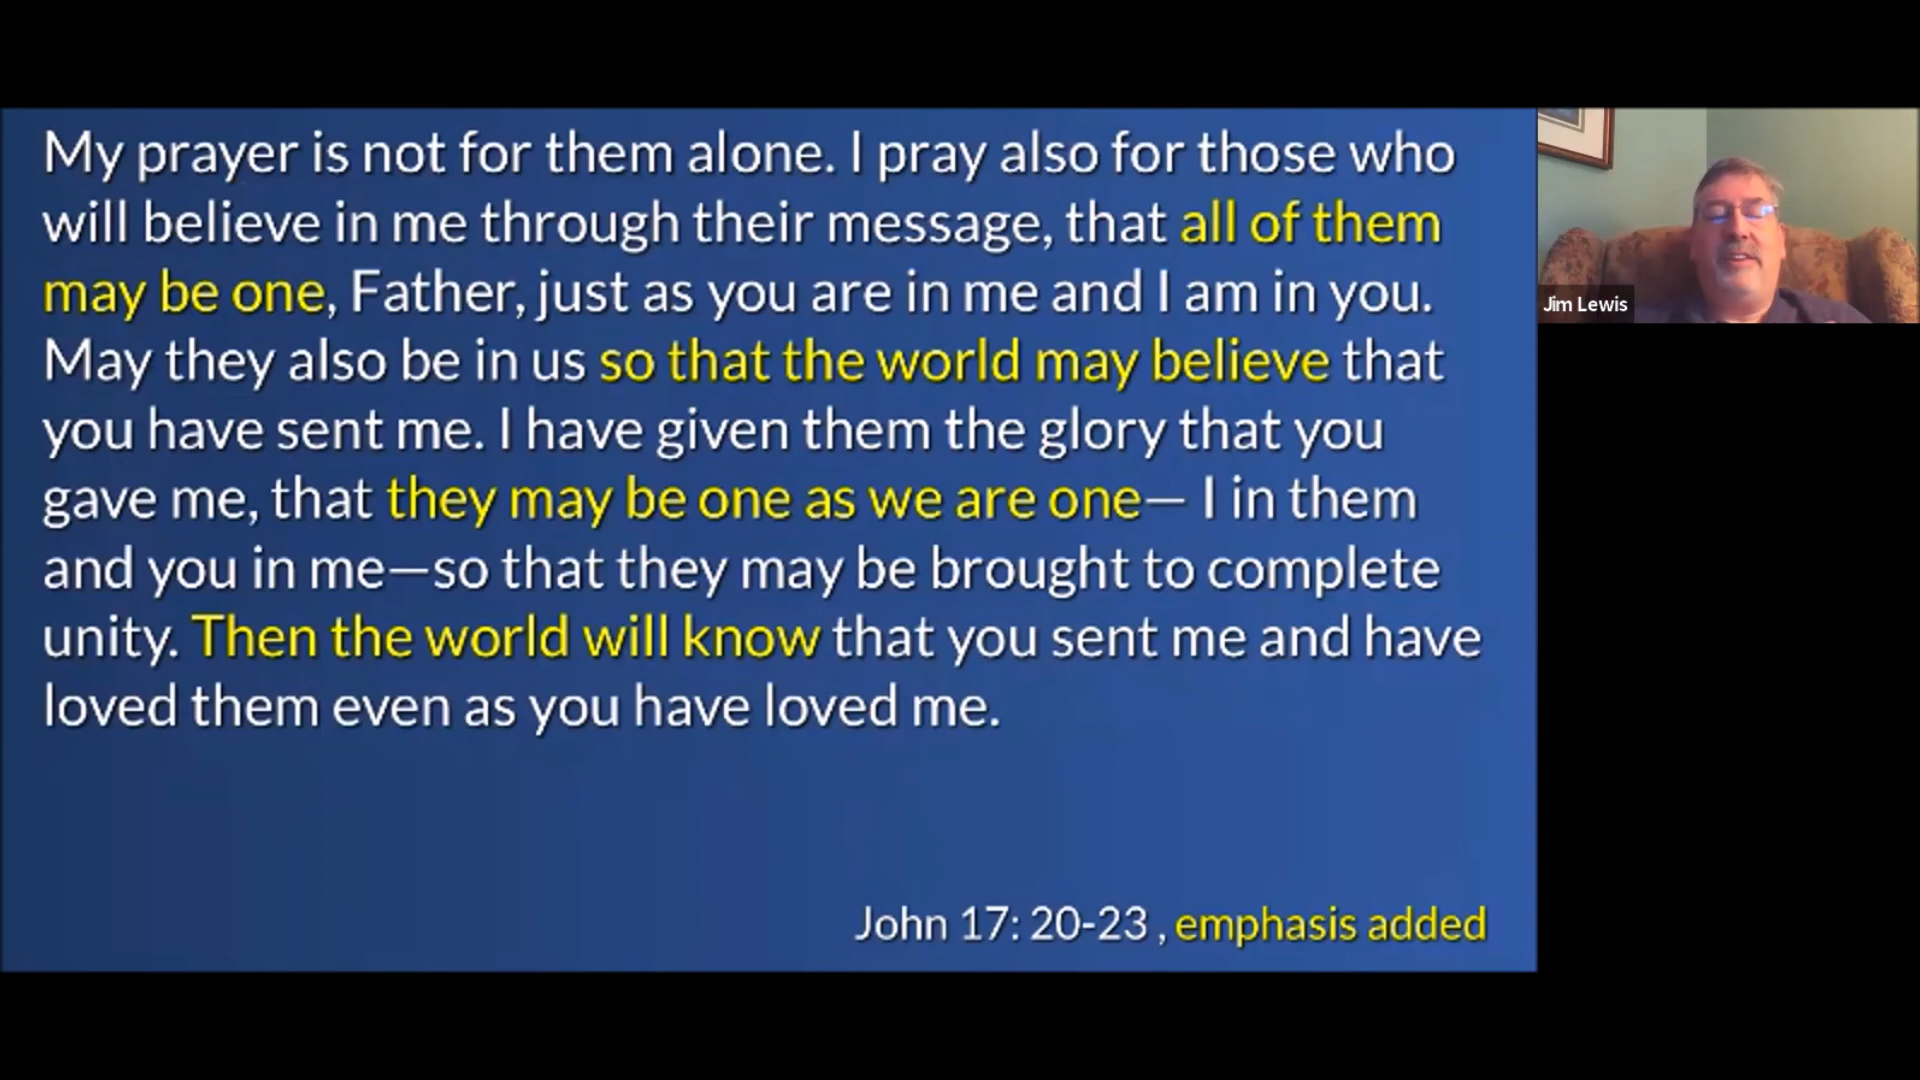 My prayer is not for them alone. I pray also for those who
will believe in me through their message, that all of them
may be one, Father, just as you are in me and I am in you.
May they also be in us so that the world may believe that
you have sent me. I have given them the glory that you
gave me, that they may be one as we are one— I in them
and you in me—so that they may be brought to complete
unity. Then the world will know that you sent me and have
loved them even as you have loved me.
John 17: 20-23 , emphasis added
Jim Lewis